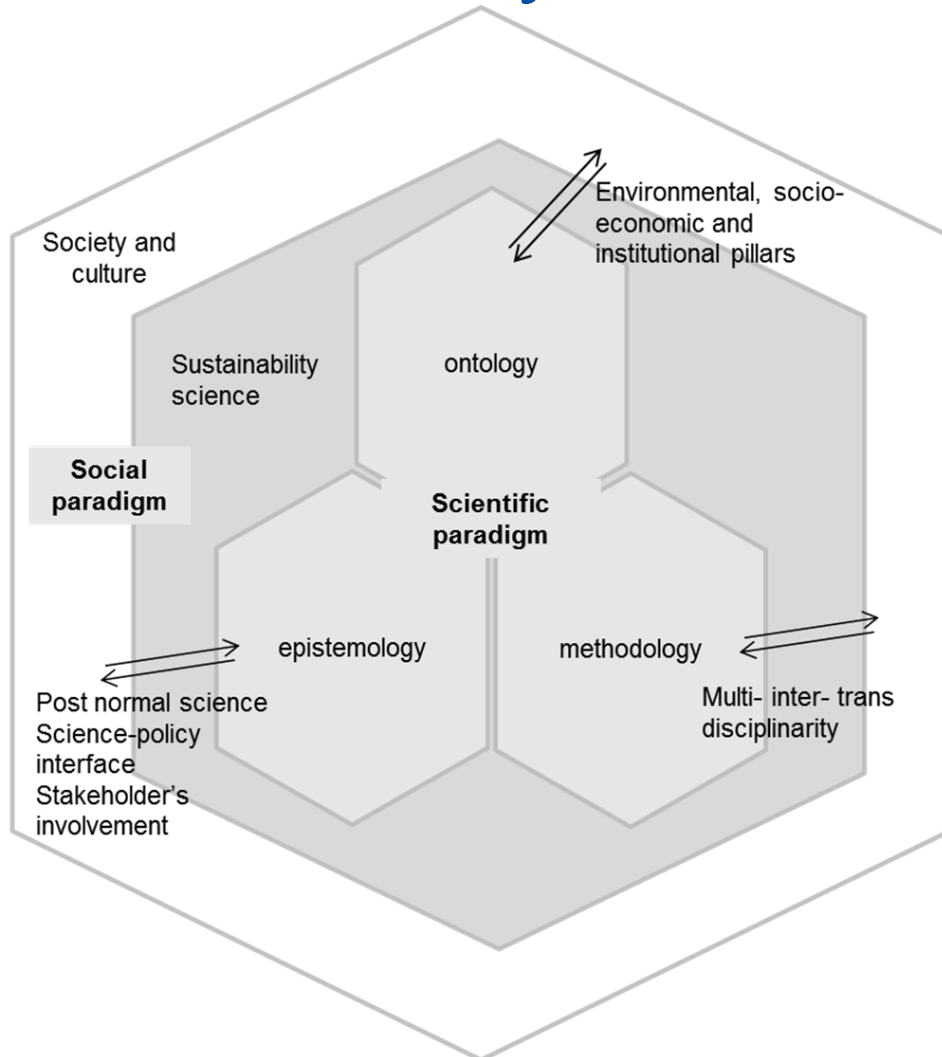 Environmental, socio-
economic and
institutional pillars
Society and
culture
Sustainability
science
ontology
Social
paradigm
Scientific
paradigm
epistemology
methodology
Post normal science
Science-policy
interface
Stakeholder’s
involvement
Multi- inter- trans
disciplinarity